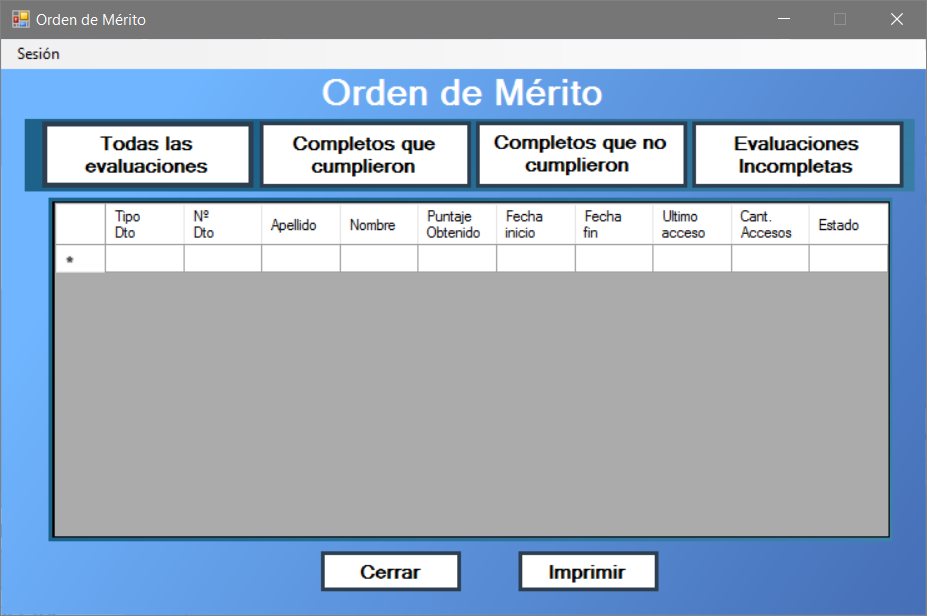 Orden de Mérito
Sesión
Orden de Mérito
Todas las
evaluaciones
Completos que
cumplieron
Completos que no
cumplieron
Evaluaciones
Incompletas
Tipo
Dto
Nº
Dto
Apellido
Nombre
Puntaje
Obtenido
Fecha
inicio
Fecha
fin
Ultimo
acceso
Cant.
Accesos
Estado
*
Cerrar
Imprimir